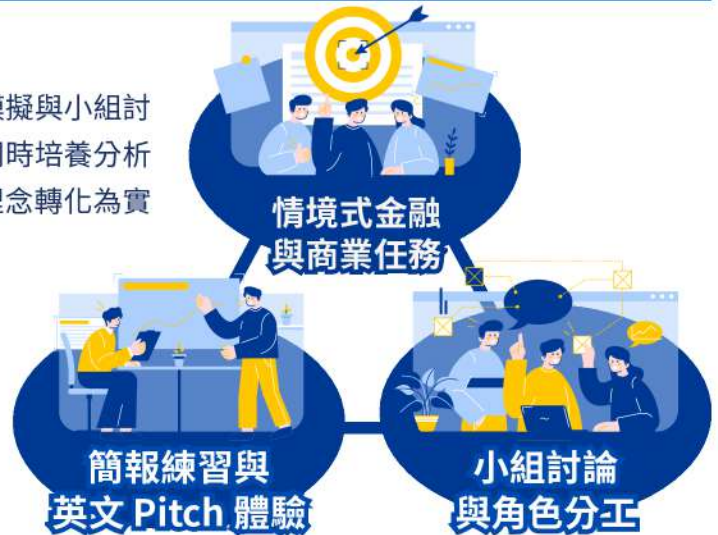 模擬與小組討
同時培養分析
理念轉化為實
情境式金融
與商業任務
簡報練習與
英文 Pitch 體驗
小組討論
與角色分工